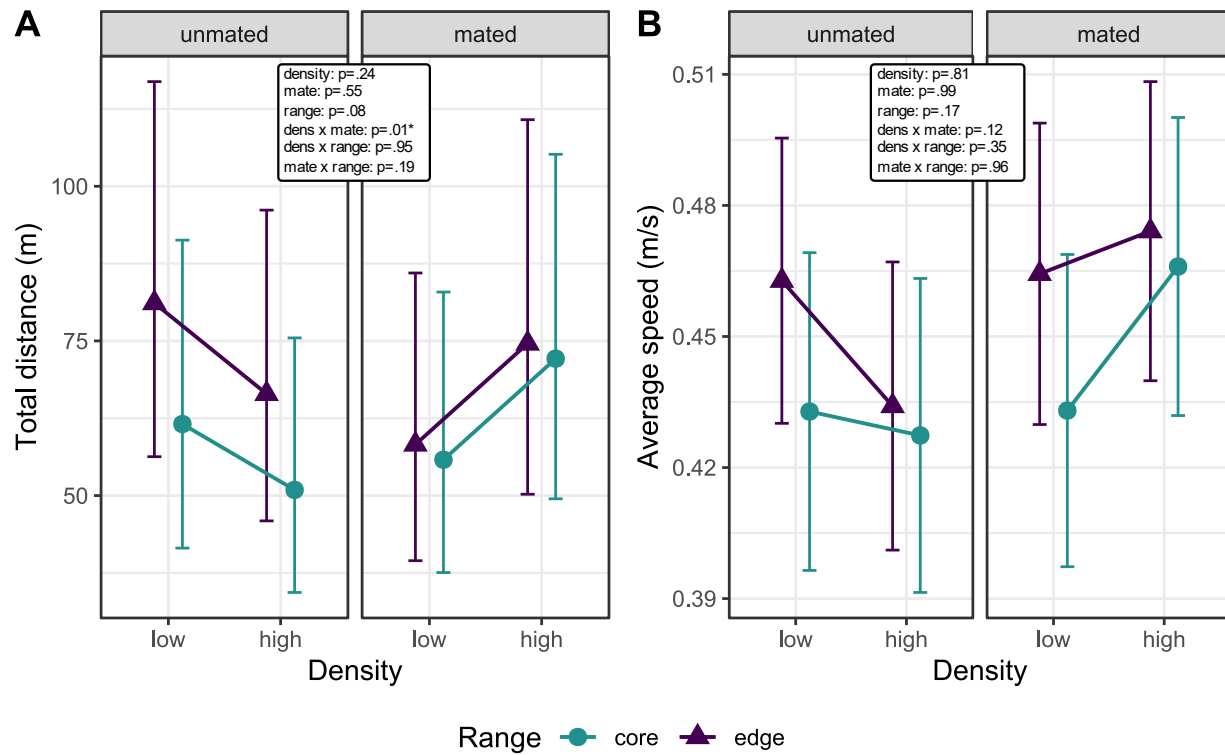 A
unmated
mated
density: p=.24
mate: p=.55
range: p=.08
dens x mate: p=.01*
dens x range: p=.95
mate x range: p=.19
Total distance (m)
100
75
50
low
high
low
high
Density
B
unmated
mated
density: p=.81
mate: p=.99
range: p=.17
dens x mate: p=.12
dens x range: p=.35
mate x range: p=.96
Average speed (m/s)
0.51
0.48
0.45
0.42
0.39
low
high
low
high
Density
Range core edge